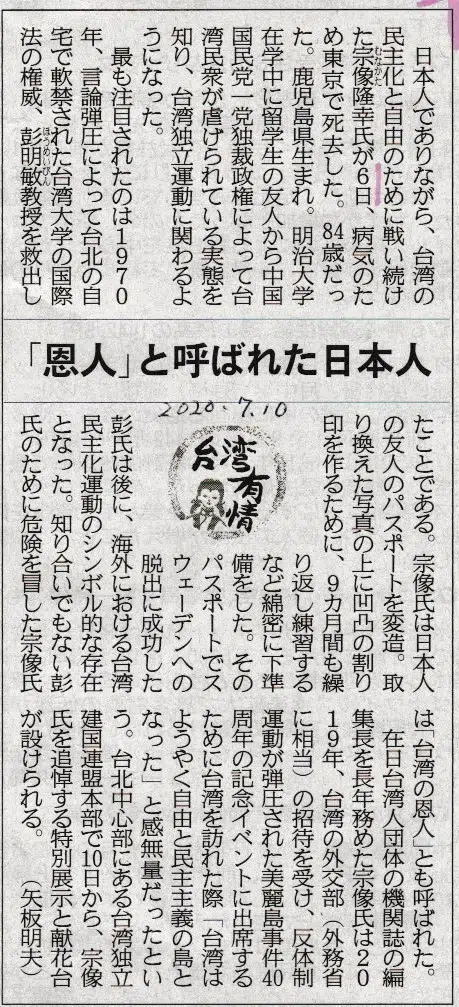 「恩人」と呼ばれた日本人
2020.7.10
台湾有情
日本人でありながら、台湾の
民主化と自由のために戦い続け
むなかた
た宗像隆幸氏が6日、病気のた
め東京で死去した。84歳だっ
た。鹿児島県生まれ。明治大学
在学中に留学生の友人から中国
国民党一党独裁政権によって台
湾民衆が虐げられている実態を
知り、台湾独立運動に関わるよ
うになった。
最も注目されたのは1970
年、言論弾圧によって台北の自
宅で軟禁された台湾大学の国際
ほうめいびん
法の権威、彭明敏教授を救出し
たことである。宗像氏は日本人
の友人のパスポートを変造。取
り換えた写真の上に凹凸の割り
印を作るために、9カ月間も繰
り返し練習する
など綿密に下準
備をした。その
パスポートでス
ウェーデンへの
脱出に成功した
彭氏は後に、海外における台湾
民主化運動のシンボル的な存在
となった。知り合いでもない彭
氏のために危険を冒した宗像氏
は「台湾の恩人」とも呼ばれた。
在日台湾人団体の機関誌の編
集長を長年務めた宗像氏は20
19年、台湾の外交部（外務省
に相当）の招待を受け、反体制
運動が弾圧された美麗島事件40
周年の記念イベントに出席する
ために台湾を訪れた際「台湾は
ようやく自由と民主主義の島と
なった」と感無量だったとい
う。台北中心部にある台湾独立
建国連盟本部で10日から、宗像
氏を追悼する特別展示と献花台
が設けられる。（矢板明夫）